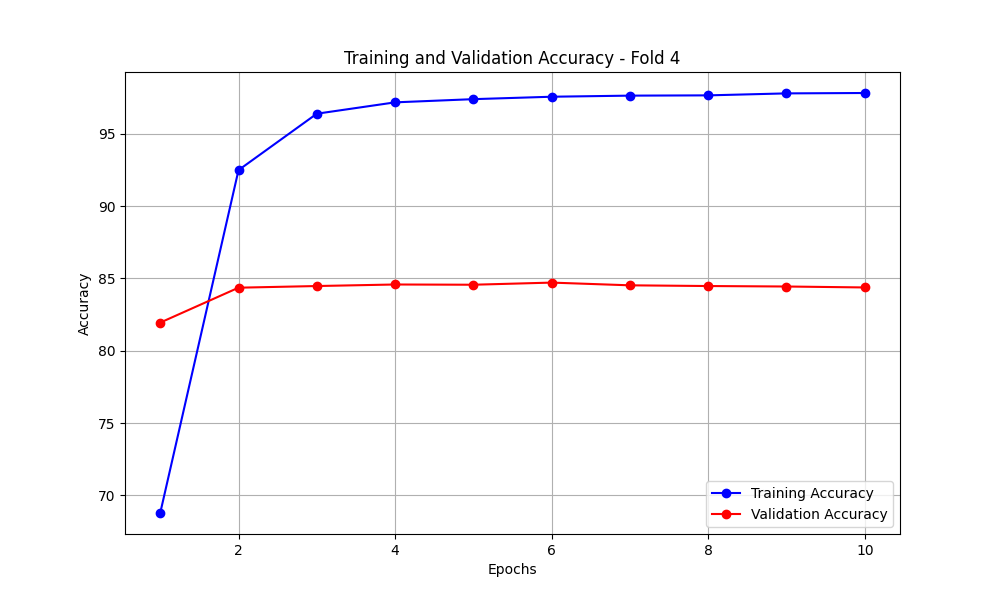 Training and Validation Accuracy - Fold 4
Accuracy
95
90
85
80
75
70
2 4 6 8 10
Epochs
Training Accuracy
Validation Accuracy